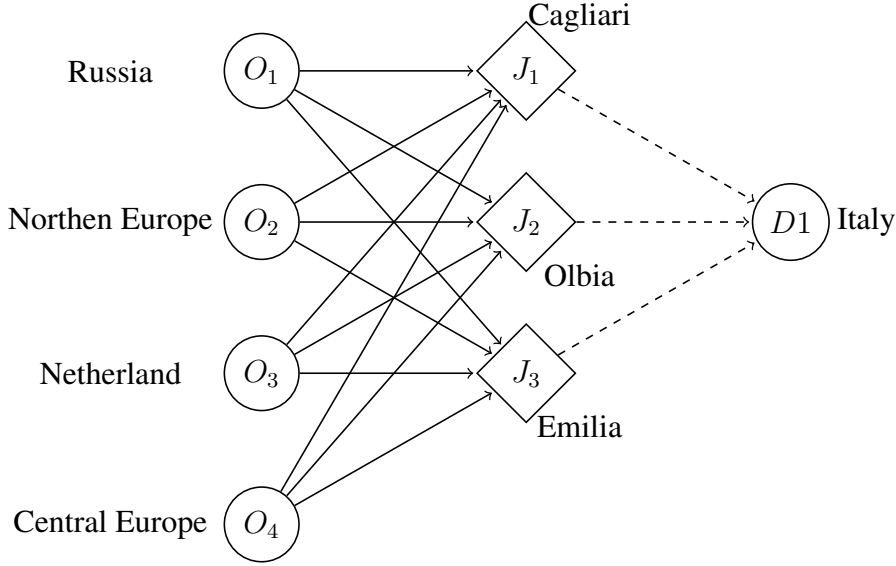 Cagliari
Russia O1 J1
Northen Europe O2 J2 D1 Italy
Olbia
Netherland O3 J3
Emilia
Central Europe O4